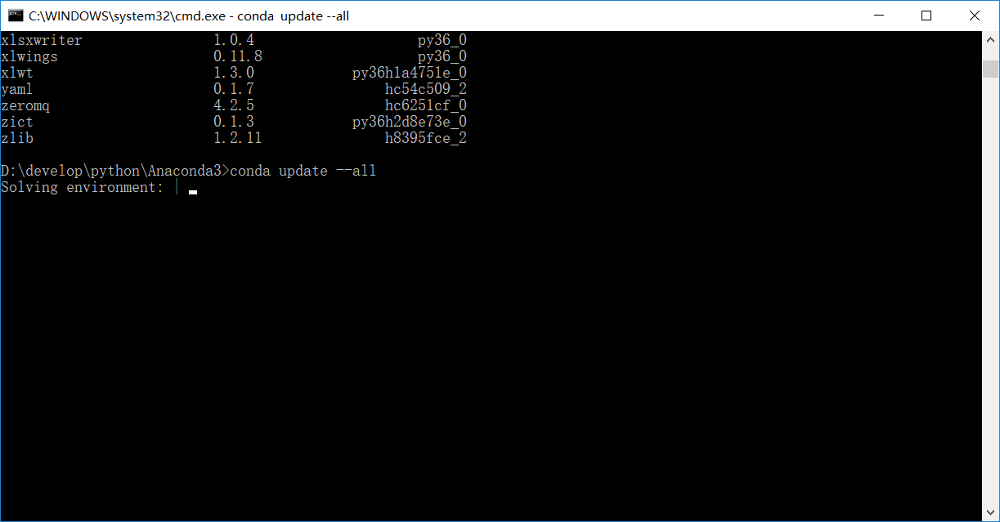 C:\WINDOWS\system32\cmd.exe - conda  update --all
xlsxwriter                1.0.4                    py36_0
xlwings                   0.11.8                   py36_0
xlwt                      1.3.0            py36h1a4751e_0
yaml                      0.1.7                hc54c509_2
zeromq                    4.2.5                hc6251cf_0
zict                      0.1.3            py36h2d8e73e_0
zlib                      1.2.11               h8395fce_2
D:\develop\python\Anaconda3>conda update --all
Solving environment: |